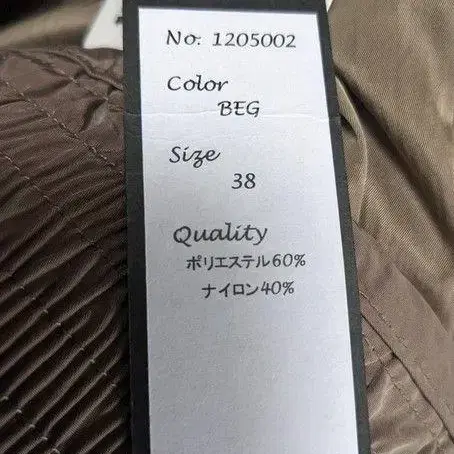 No. 1205002
Color
BEG
Size
38
Quality
ポリエステル60%
ナイロン40%